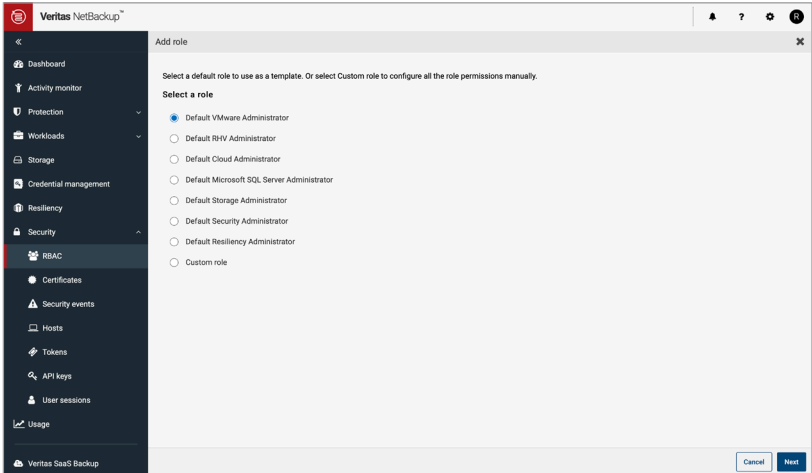 Veritas NetBackup™
R
Add role
Dashboard
Activity monitor
Protection
Workloads
Storage
Credential management
Resiliency
Security
RBAC
Certificates
Security events
Hosts
Tokens
API keys
User sessions
Usage
Veritas SaaS Backup
Select a default role to use as a template. Or select Custom role to configure all the role permissions manually.
Select a role
Default VMware Administrator
Default RHV Administrator
Default Cloud Administrator
Default Microsoft SQL Server Administrator
Default Storage Administrator
Default Security Administrator
Default Resiliency Administrator
Custom role
Cancel
Next